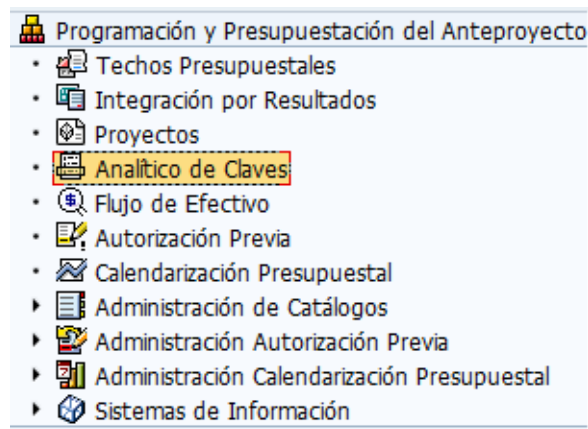 Programación y Presupuestación del Anteproyecto
Techos Presupuestales
Integración por Resultados
Proyectos
Analítico de Claves
Flujo de Efectivo
Autorización Previa
Calendarización Presupuestal
Administración de Catálogos
Administración Autorización Previa
Administración Calendarización Presupuestal
Sistemas de Información